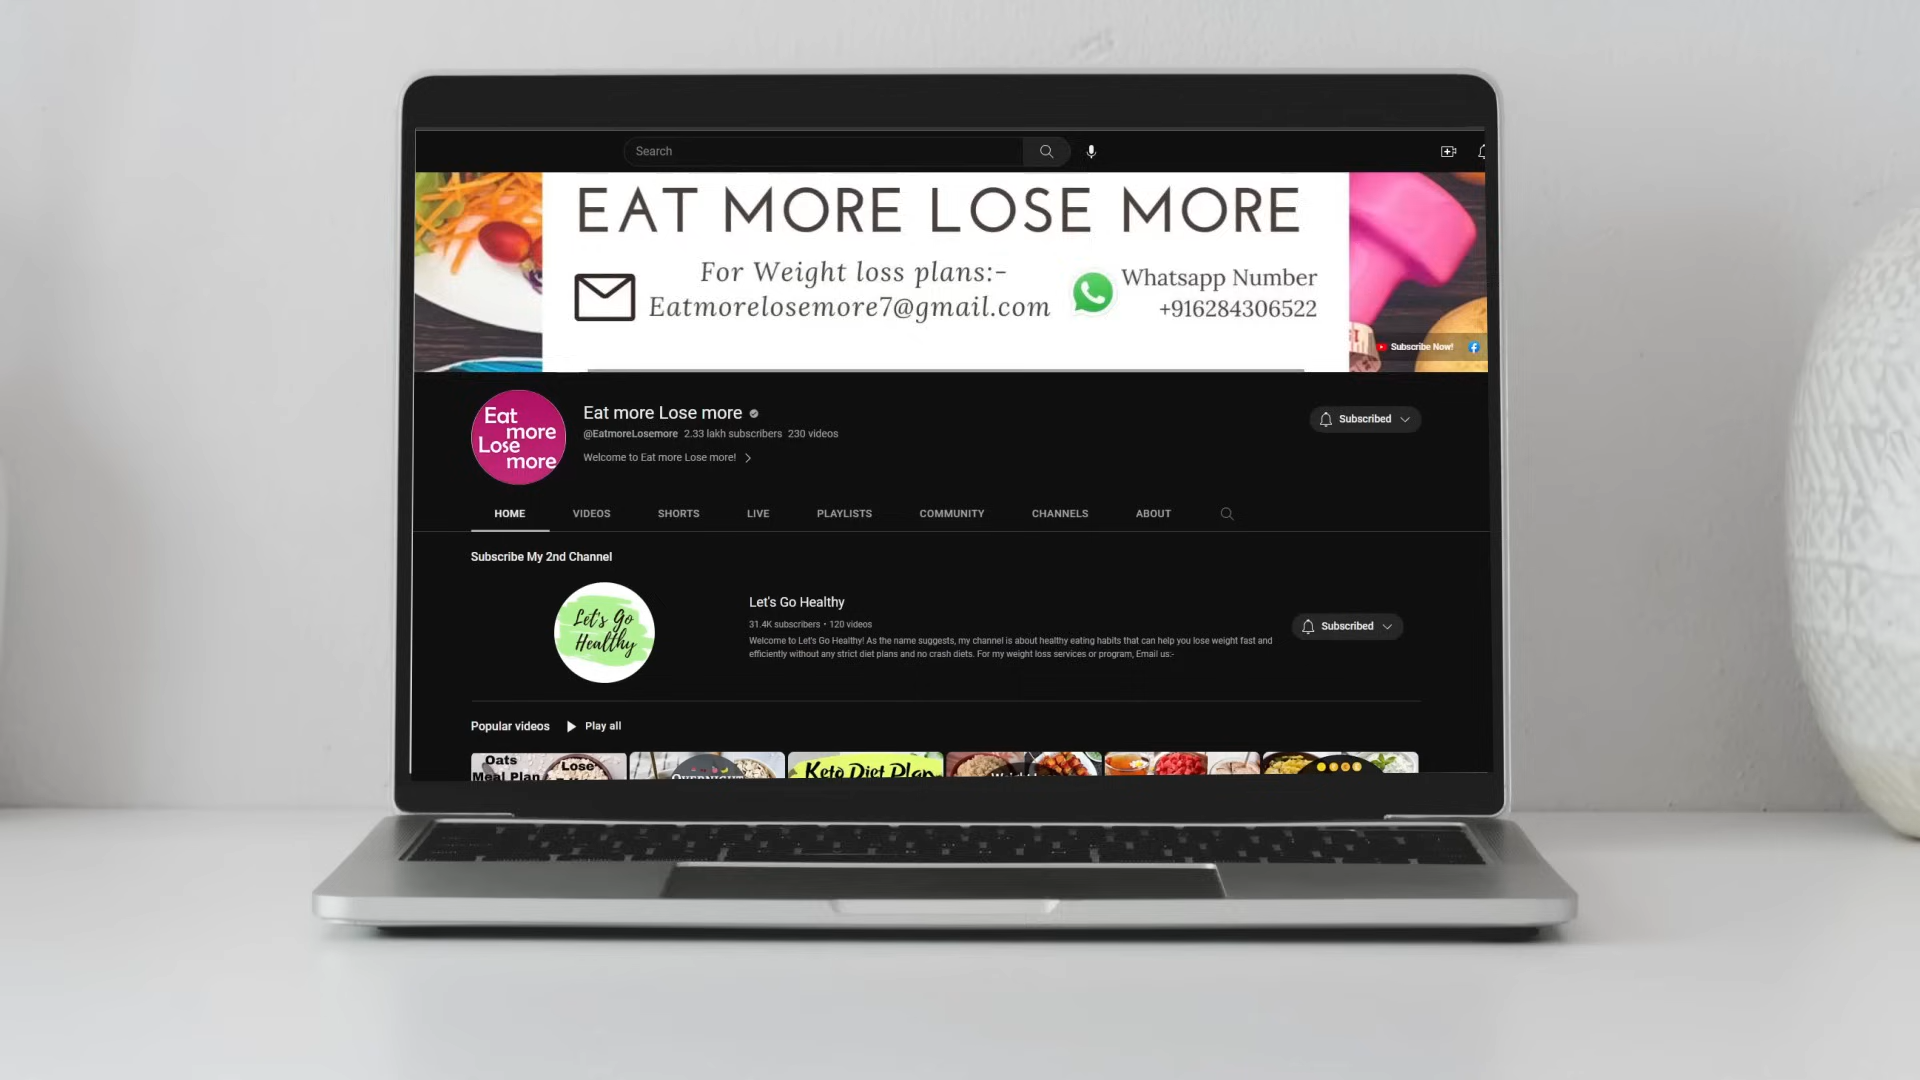 Search
EAT MORE LOSE MORE
For Weight loss plans:-
Eatmorelosemore7@gmail.com
Whatsapp Number
+916284306522
Subscribe Now!
Eat
more
Lose
more
Eat more Lose more
@EatmoreLosemore 2.33 lakh subscribers 230 videos
Welcome to Eat more Lose more!
Subscribed
HOME VIDEOS SHORTS LIVE PLAYLISTS COMMUNITY CHANNELS ABOUT
Subscribe My 2nd Channel
Let's Go
Healthy
Let's Go Healthy
31.4K subscribers • 120 videos
Welcome to Let's Go Healthy! As the name suggests, my channel is about healthy eating habits that can help you lose weight fast and
efficiently without any strict diet plans and no crash diets. For my weight loss services or program, Email us:-
Subscribed
Popular videos Play all
Oats
Meal Plan
Lose
OVERNIGHT
Keto Diet Plan